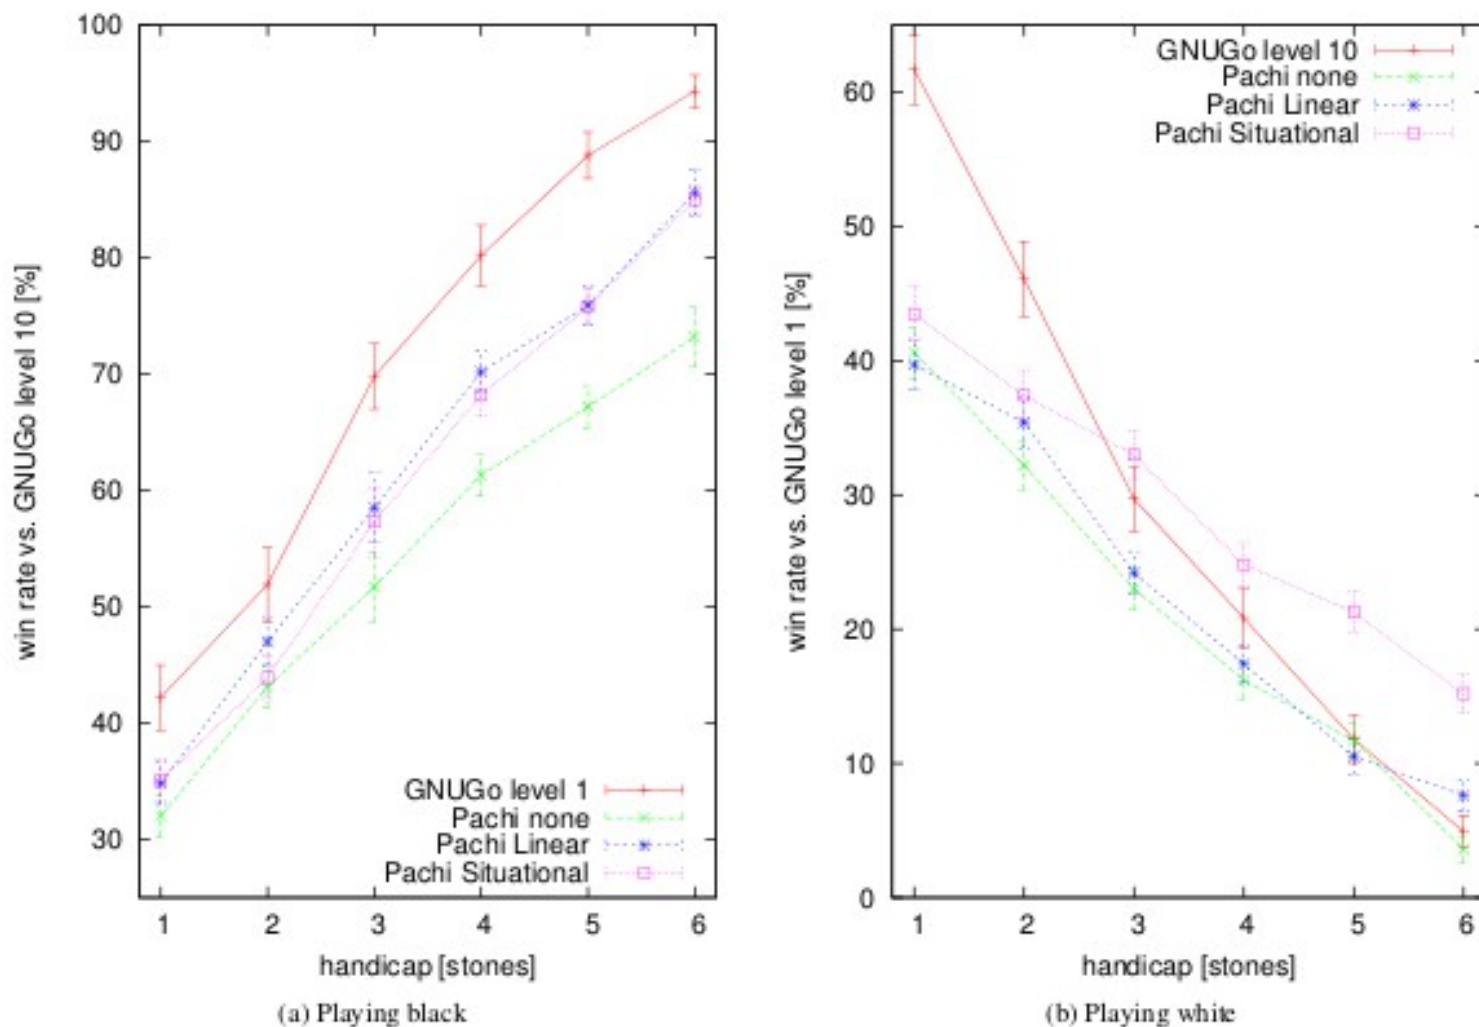 100
90
80
70
60
50
40
30
win rate vs. GNUGo level 10 [%]
GNUGo level 1
Pachi none
Pachi Linear
Pachi Situational
1 2 3 4 5 6
handicap [stones]
(a) Playing black
60
50
40
30
20
10
0
win rate vs. GNUGo level 1 [%]
GNUGo level 10
Pachi none
Pachi Linear
Pachi Situational
1 2 3 4 5 6
handicap [stones]
(b) Playing white